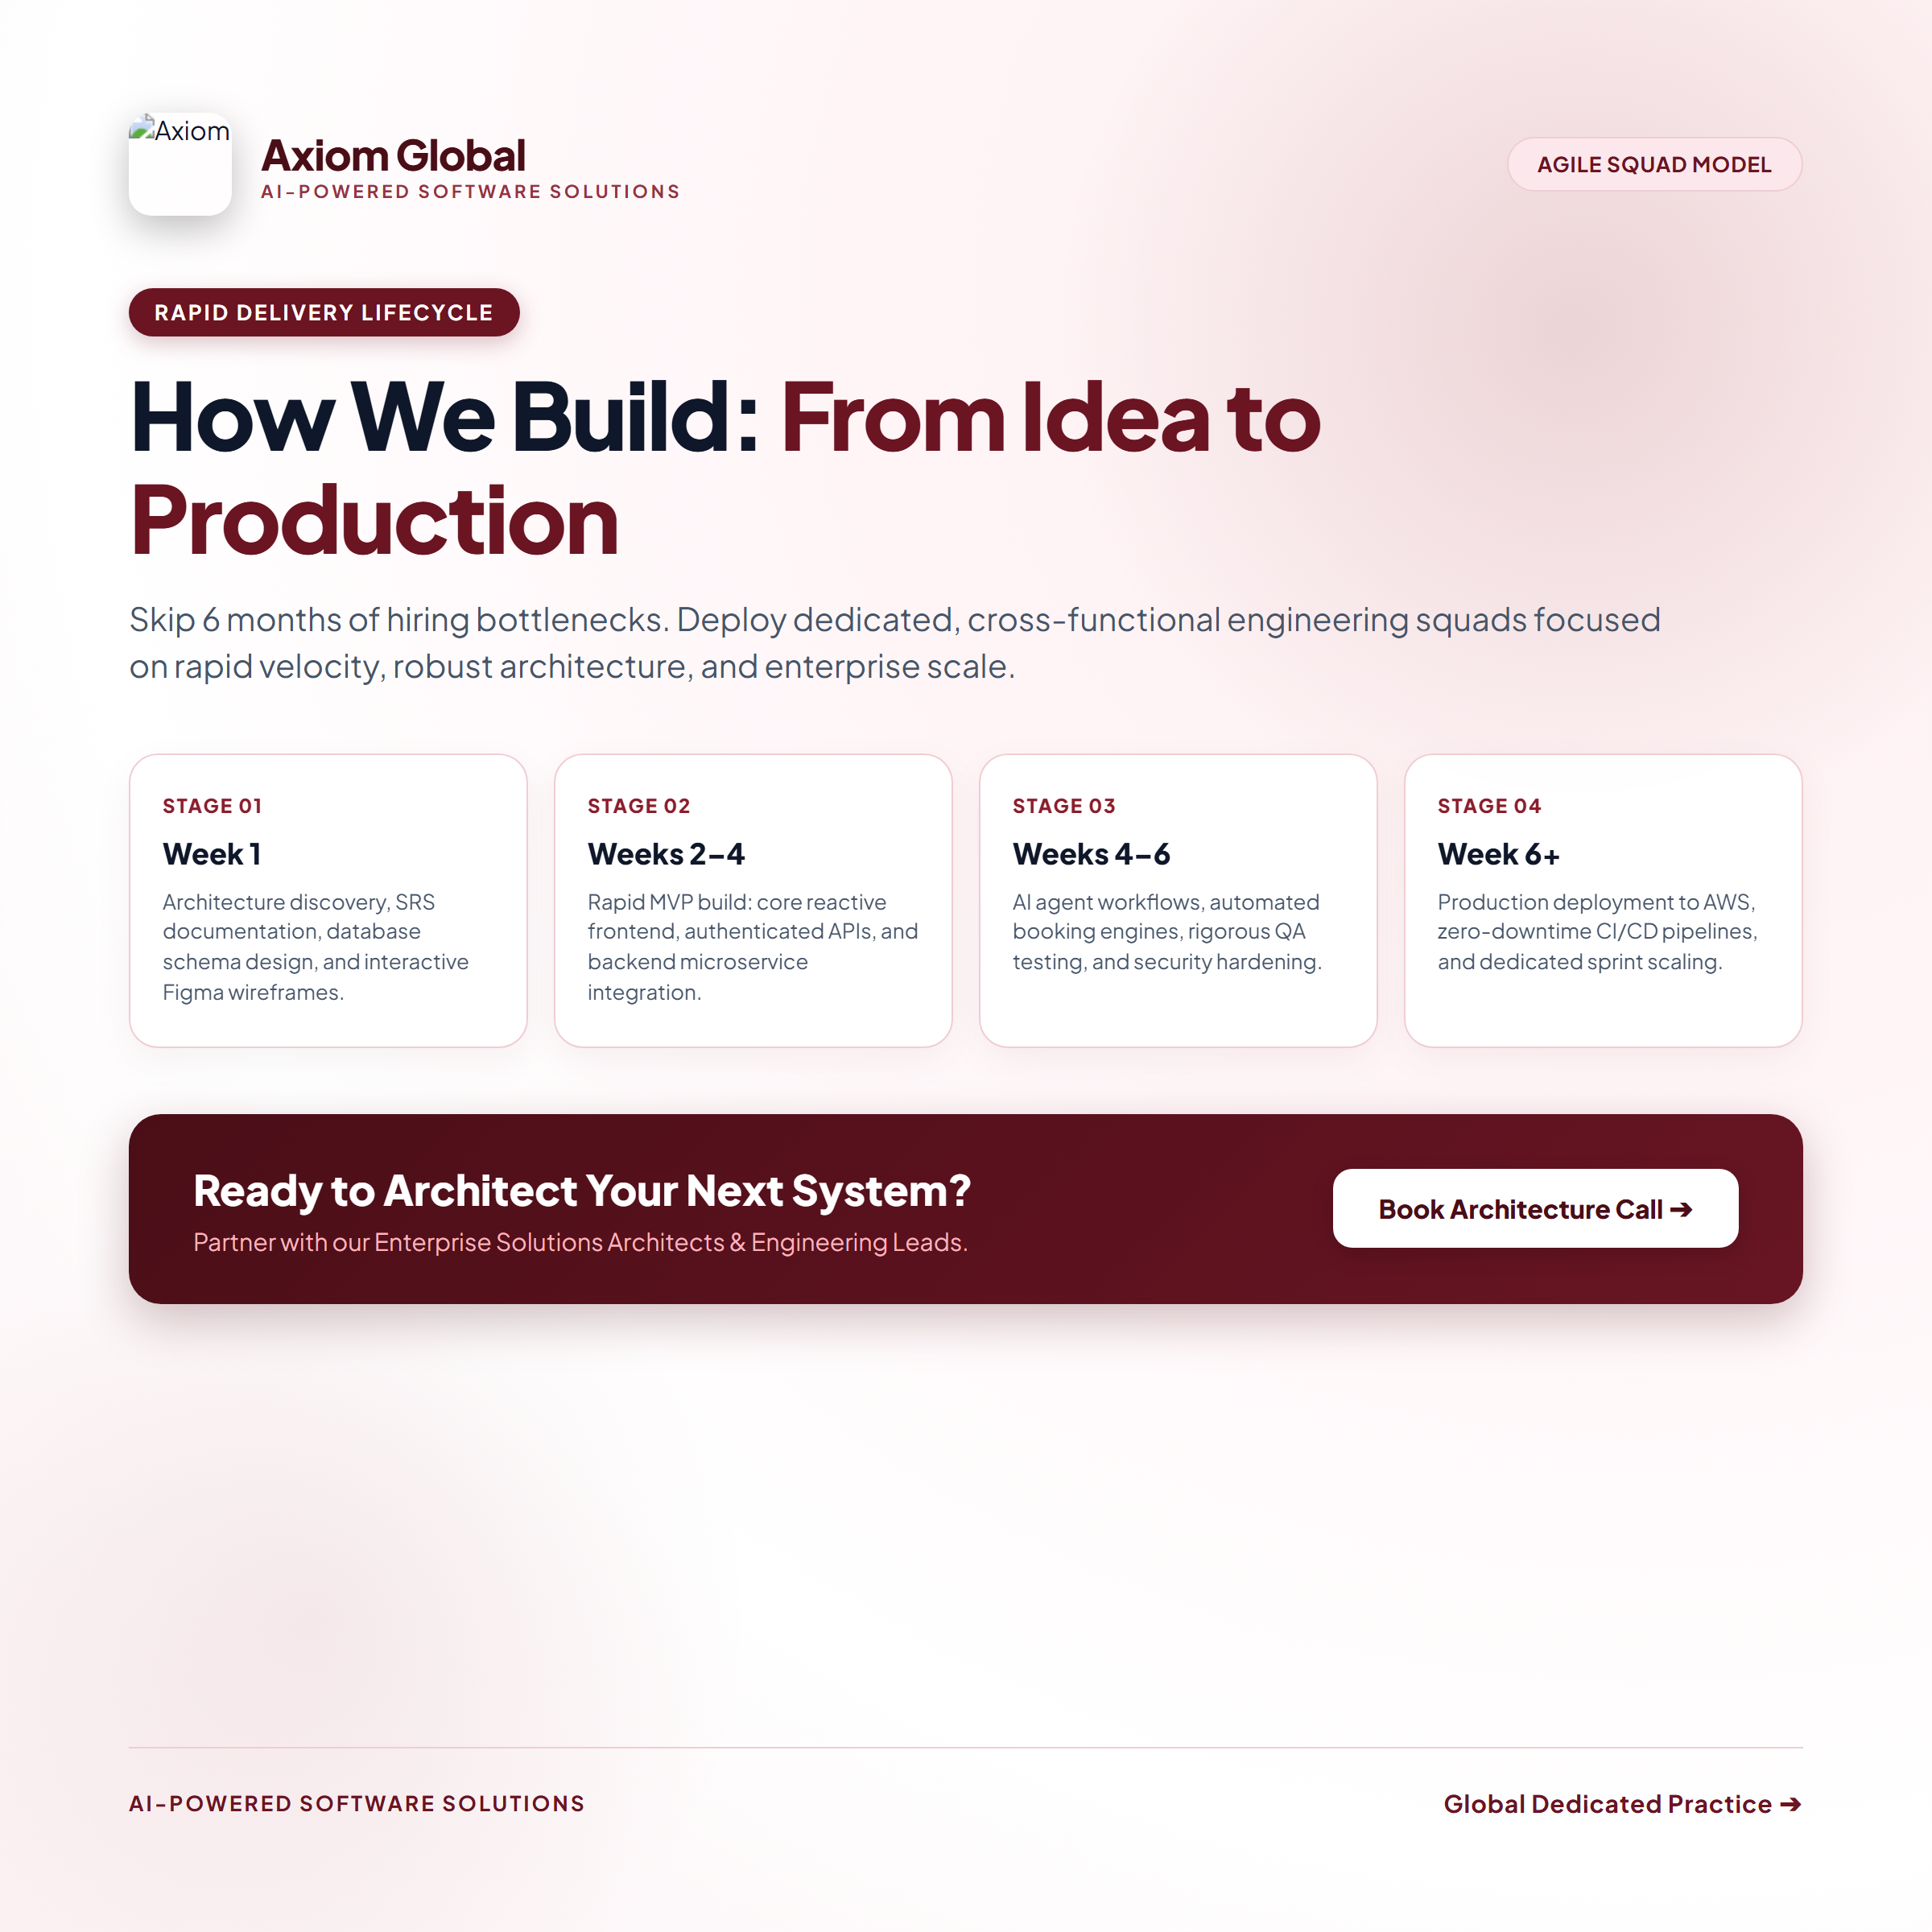 Axiom
Axiom Global
AI-POWERED SOFTWARE SOLUTIONS
AGILE SQUAD MODEL
RAPID DELIVERY LIFECYCLE
How We Build: From Idea to
Production
Skip 6 months of hiring bottlenecks. Deploy dedicated, cross-functional engineering squads focused
on rapid velocity, robust architecture, and enterprise scale.
STAGE 01
Week 1
Architecture discovery, SRS
documentation, database
schema design, and interactive
Figma wireframes.
STAGE 02
Weeks 2–4
Rapid MVP build: core reactive
frontend, authenticated APIs, and
backend microservice
integration.
STAGE 03
Weeks 4–6
AI agent workflows, automated
booking engines, rigorous QA
testing, and security hardening.
STAGE 04
Week 6+
Production deployment to AWS,
zero-downtime CI/CD pipelines,
and dedicated sprint scaling.
Ready to Architect Your Next System?
Partner with our Enterprise Solutions Architects & Engineering Leads.
Book Architecture Call ➔
AI-POWERED SOFTWARE SOLUTIONS
Global Dedicated Practice ➔